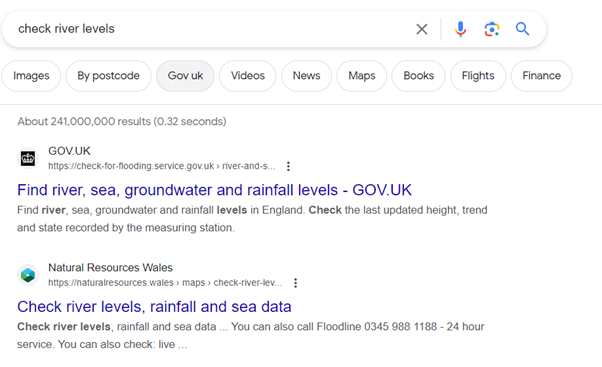 check river levels
Images By postcode Gov uk Videos News Maps Books Flights Finance
About 241,000,000 results (0.32 seconds)
GOV.UK
https://check-for-flooding.service.gov.uk › river-and-s...
Find river, sea, groundwater and rainfall levels - GOV.UK
Find river, sea, groundwater and rainfall levels in England. Check the last updated height, trend
and state recorded by the measuring station.
Natural Resources Wales
https://naturalresources.wales › maps › check-river-lev...
Check river levels, rainfall and sea data
Check river levels, rainfall and sea data ... You can also call Floodline 0345 988 1188 - 24 hour
service. You can also check: live ...